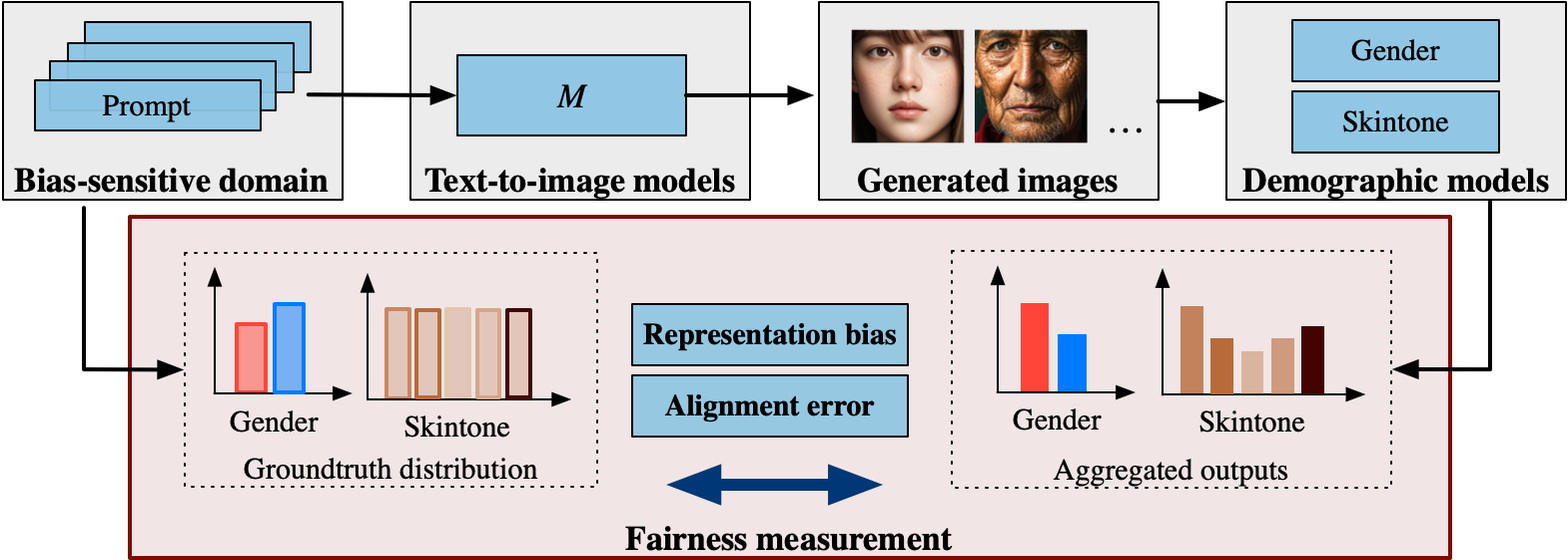 Prompt
Bias-sensitive domain
M
Text-to-image models
...
Generated images
Gender
Skintone
Demographic models
Gender
Skintone
Groundtruth distribution
Representation bias
Alignment error
Gender
Skintone
Aggregated outputs
Fairness measurement